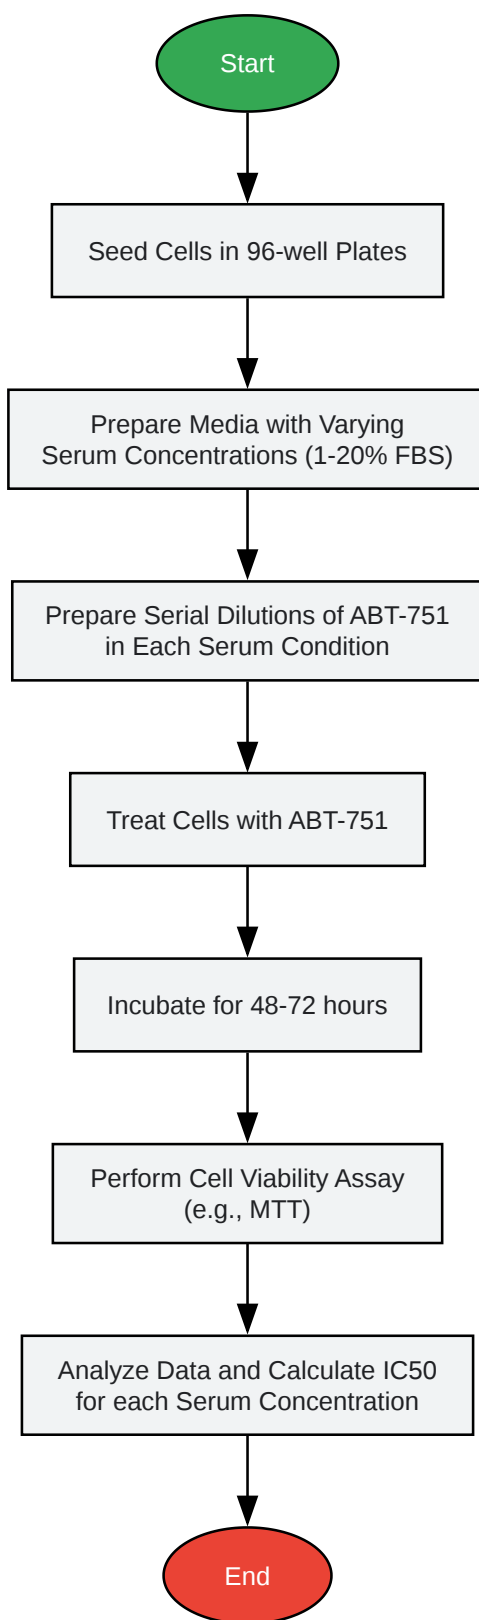 Start
Seed Cells in 96-well Plates
Prepare Media with Varying
Serum Concentrations (1-20% FBS)
Prepare Serial Dilutions of ABT-751
in Each Serum Condition
Treat Cells with ABT-751
Incubate for 48-72 hours
Perform Cell Viability Assay
(e.g., MTT)
Analyze Data and Calculate IC50
for each Serum Concentration
End